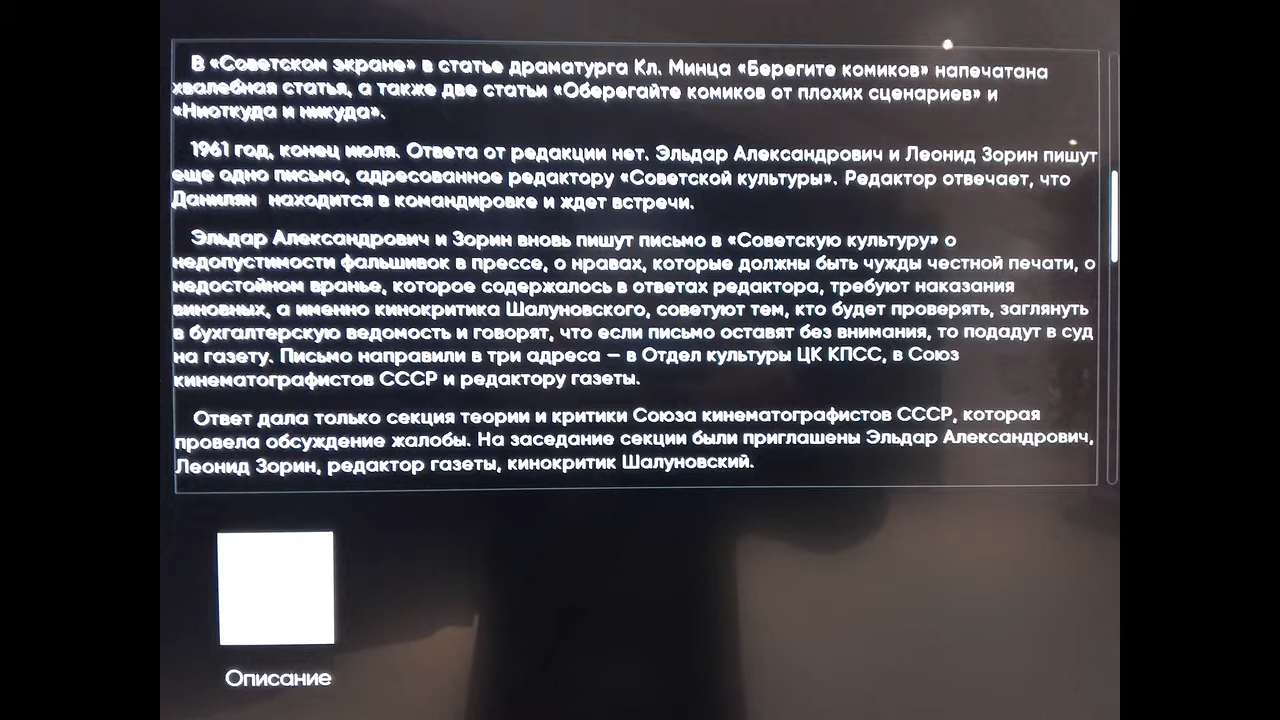 В «Советском экране» в статье драматурга Кл. Минца «Берегите комиков» напечатана
хвалебная статья, а также две статьи «Оберегайте комиков от плохих сценариев» и
«Ниоткуда и никуда».
1961 год, конец июля. Ответа от редакции нет. Эльдар Александрович и Леонид Зорин пишут
еще одно письмо, адресованное редактору «Советской культуры». Редактор отвечает, что
Данилян находится в командировке и ждет встречи.
Эльдар Александрович и Зорин вновь пишут письмо в «Советскую культуру» о
недопустимости фальшивок в прессе, о нравах, которые должны быть чужды честной печати, о
недостойном вранье, которое содержалось в ответах редактора, требуют наказания
виновных, а именно кинокритика Шалуновского, советуют тем, кто будет проверять, заглянуть
в бухгалтерскую ведомость и говорят, что если письмо оставят без внимания, то подадут в суд
на газету. Письмо направили в три адреса – в Отдел культуры ЦК КПСС, в Союз
кинематографистов СССР и редактору газеты.
Ответ дала только секция теории и критики Союза кинематографистов СССР, которая
провела обсуждение жалобы. На заседание секции были приглашены Эльдар Александрович,
Леонид Зорин, редактор газеты, кинокритик Шалуновский.
Описание